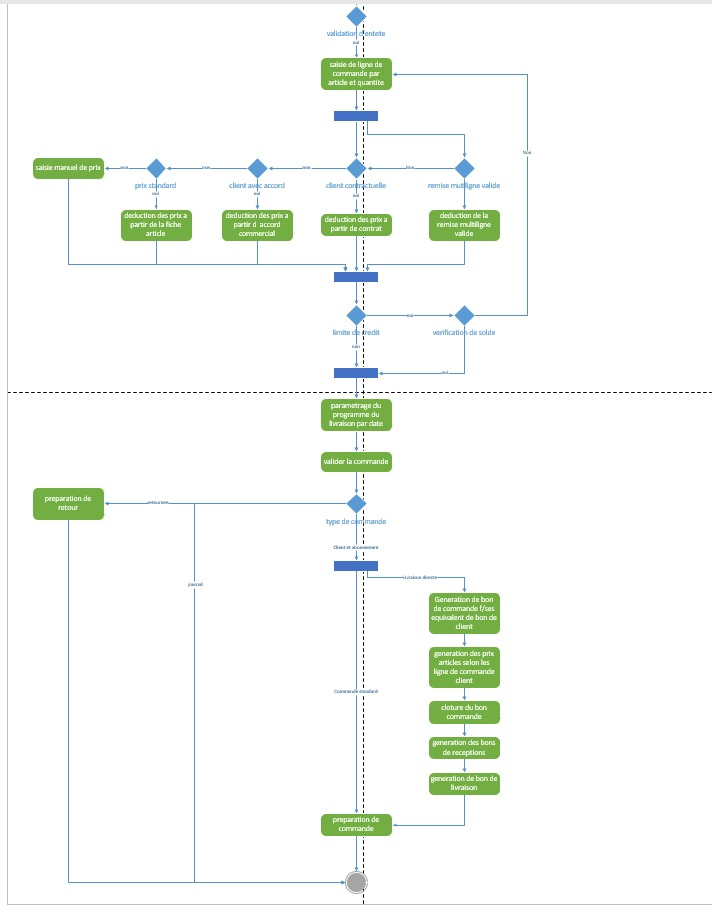 validation d'entete
oui
saisie de ligne de
commande par
article et quantite
Non
saisie manuel de prix
non
non
non
Non
prix standard
client avec accord
client contractuelle
remise multiligne valide
oui
oui
oui
deduction des prix a
partir de la fiche
article
deduction des prix a
partir d accord
commercial
deduction des prix a
partir de contrat
deduction de la
remise multiligne
valide
oui
limite de credit
verification de solde
non
oui
parametrage du
programme du
livraison par date
valider la commande
preparation de
retour
retournee
type de commande
Client et abonnement
Livraison directe
journal
Generation de bon
de commande f/ses
equivalent de bon de
client
generation des prix
articles selon les
ligne de commande
client
Commande standard
cloture du bon
commande
generation des bons
de receptions
generation de bon de
livraison
preparation de
commande